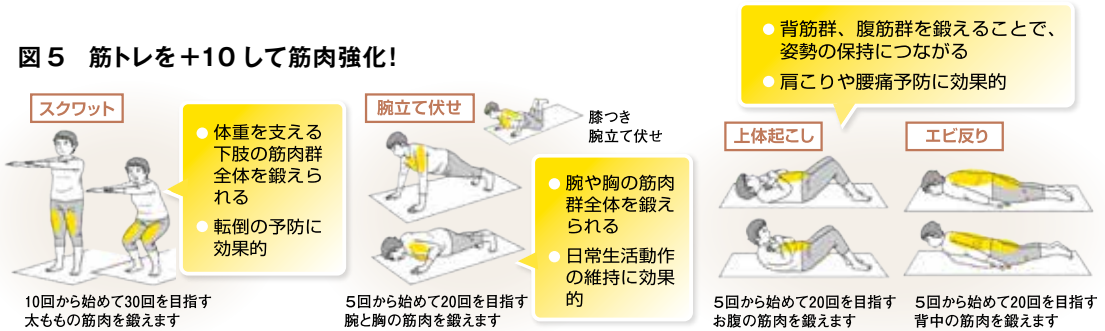 図5 筋トレを+10して筋肉強化!
スクワット
● 体重を支える
下肢の筋肉群
全体を鍛えら
れる
● 転倒の予防に
効果的
10回から始めて30回を目指す
太ももの筋肉を鍛えます
腕立て伏せ
膝つき
腕立て伏せ
● 腕や胸の筋肉
群全体を鍛え
られる
● 日常生活動作
の維持に効果
的
5回から始めて20回を目指す
腕と胸の筋肉を鍛えます
● 背筋群、腹筋群を鍛えることで、
姿勢の保持につながる
● 肩こりや腰痛予防に効果的
上体起こし
5回から始めて20回を目指す
お腹の筋肉を鍛えます
エビ反り
5回から始めて20回を目指す
背中の筋肉を鍛えます